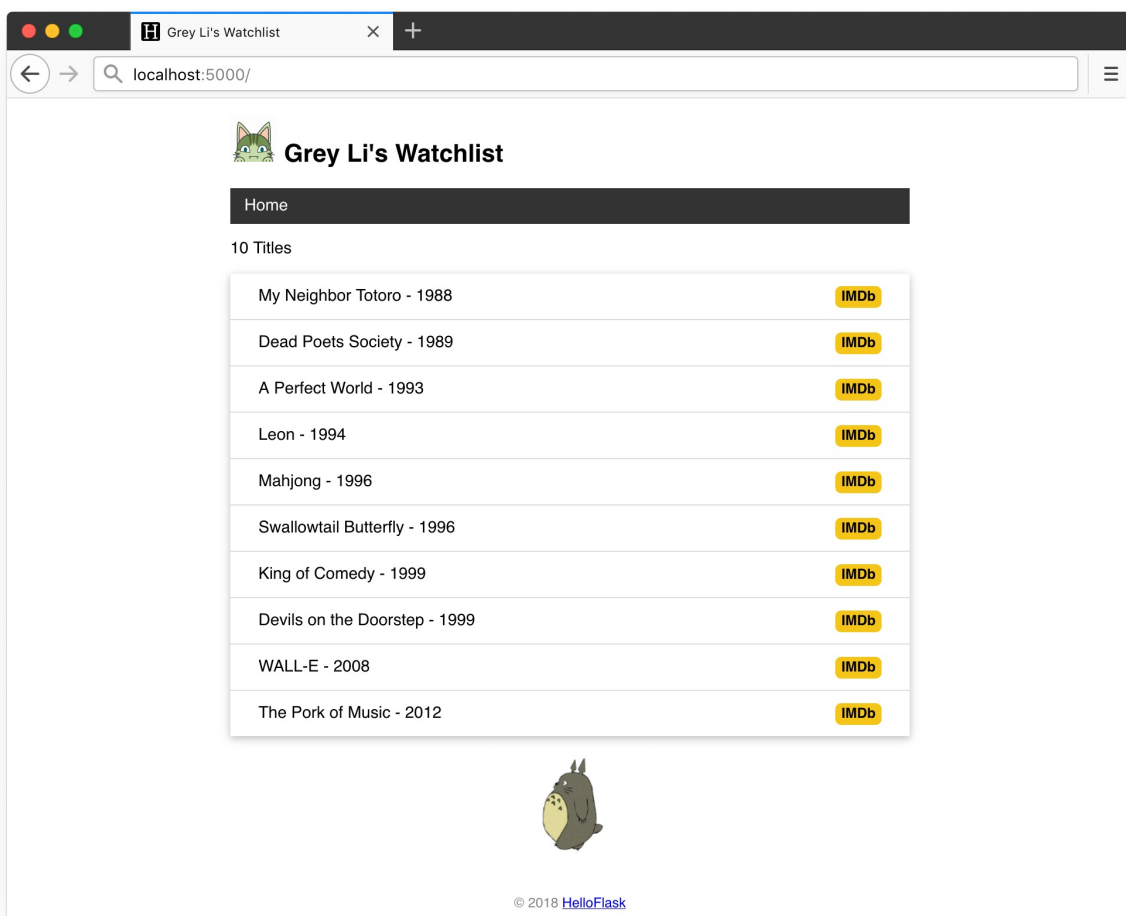 H Grey Li's Watchlist
localhost:5000/
Grey Li's Watchlist
Home
10 Titles
My Neighbor Totoro - 1988 IMDb
Dead Poets Society - 1989 IMDb
A Perfect World - 1993 IMDb
Leon - 1994 IMDb
Mahjong - 1996 IMDb
Swallowtail Butterfly - 1996 IMDb
King of Comedy - 1999 IMDb
Devils on the Doorstep - 1999 IMDb
WALL-E - 2008 IMDb
The Pork of Music - 2012 IMDb
© 2018 HelloFlask